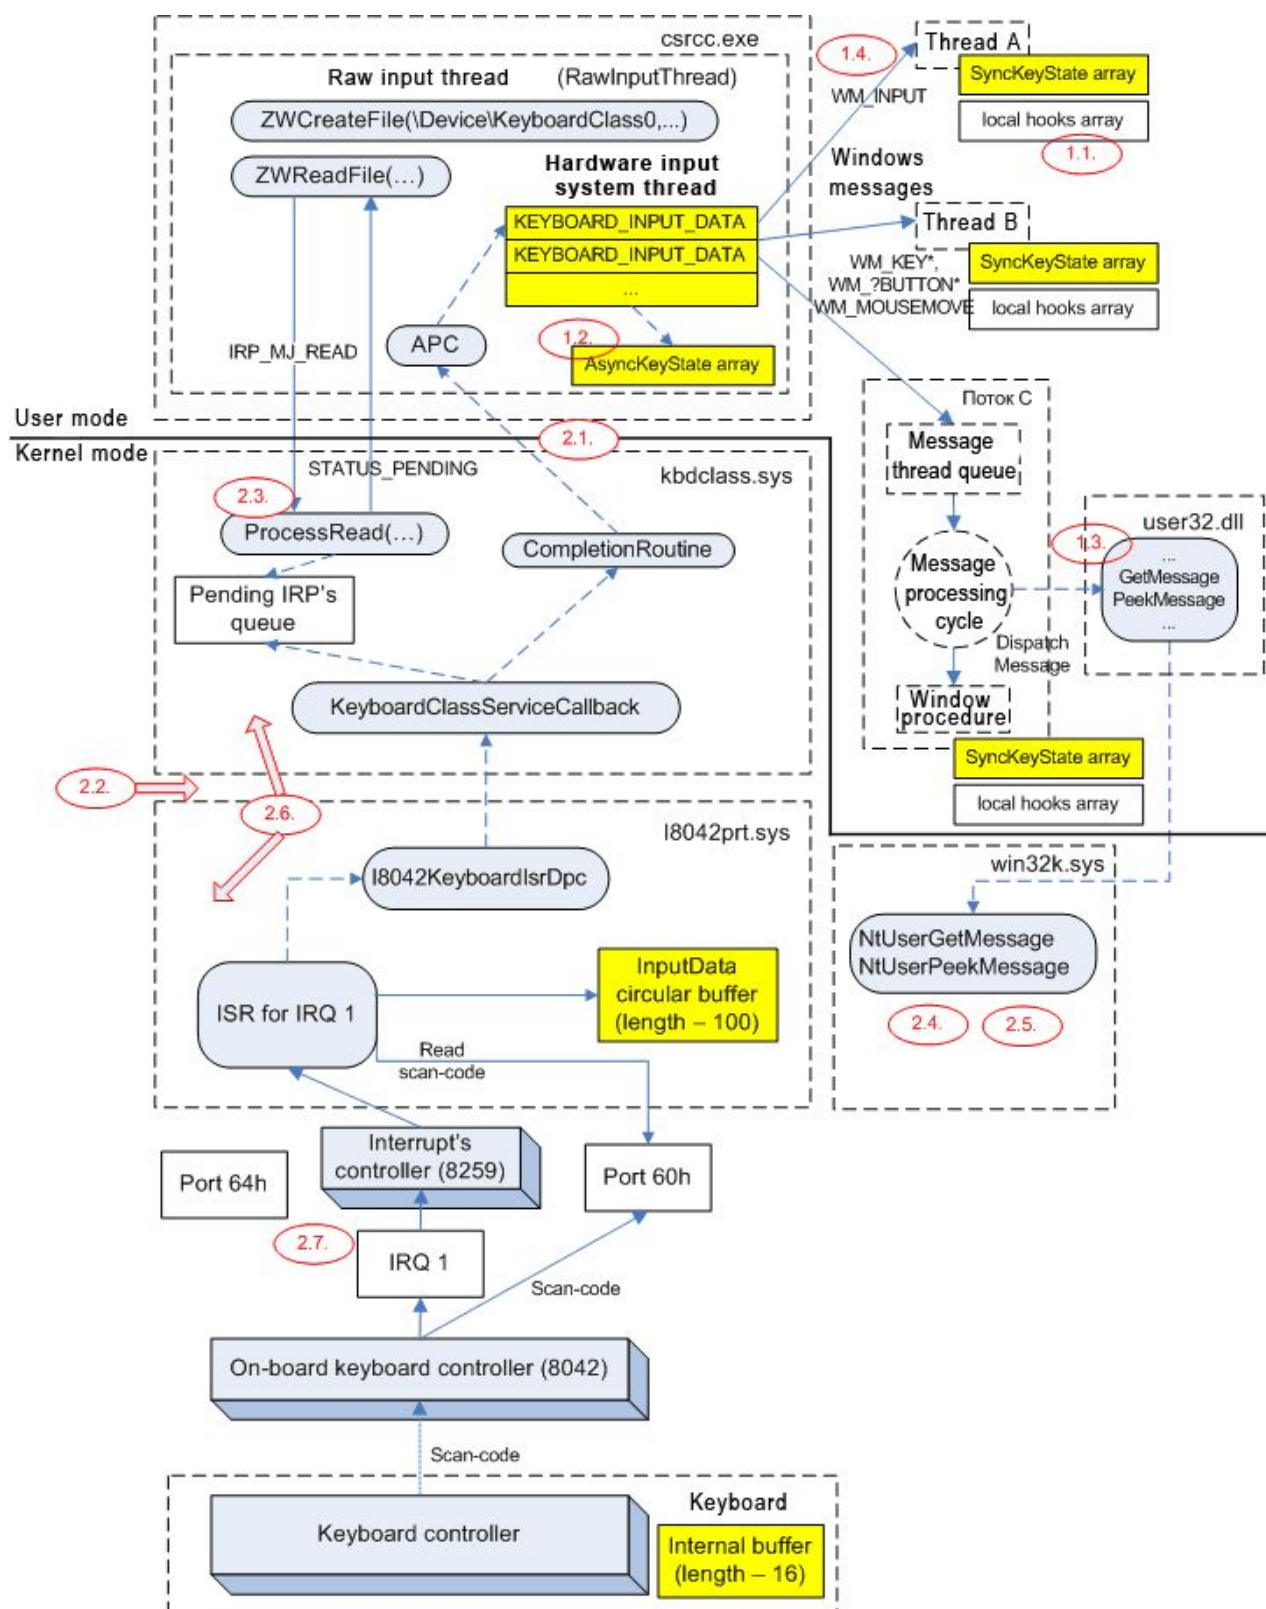 csrcc.exe
Raw input thread (RawInputThread)
ZWCreateFile(\Device\KeyboardClass0,...)
ZWReadFile(...)
Hardware input
system thread
KEYBOARD_INPUT_DATA
KEYBOARD_INPUT_DATA
...
APC
IRP_MJ_READ
1.2.
AsyncKeyState array
1.4.
WM_INPUT
Thread A
SyncKeyState array
local hooks array
1.1.
Windows
messages
Thread B
WM_KEY*,
WM_?BUTTON*
WM_MOUSEMOVE
SyncKeyState array
local hooks array
User mode
Kernel mode
2.1.
Поток C
Message
thread queue
Message
processing
cycle
Dispatch
Message
Window
procedure
SyncKeyState array
local hooks array
user32.dll
1.3.
...
GetMessage
PeekMessage
...
STATUS_PENDING
kbdclass.sys
2.3.
ProcessRead(...)
CompletionRoutine
Pending IRP's
queue
KeyboardClassServiceCallback
2.2.
2.6.
I8042prt.sys
I8042KeyboardIsrDpc
ISR for IRQ 1
InputData
circular buffer
(length – 100)
Read
scan-code
win32k.sys
NtUserGetMessage
NtUserPeekMessage
2.4.
2.5.
Port 64h
Interrupt's
controller (8259)
Port 60h
2.7.
IRQ 1
Scan-code
On-board keyboard controller (8042)
Scan-code
Keyboard controller
Keyboard
Internal buffer
(length – 16)